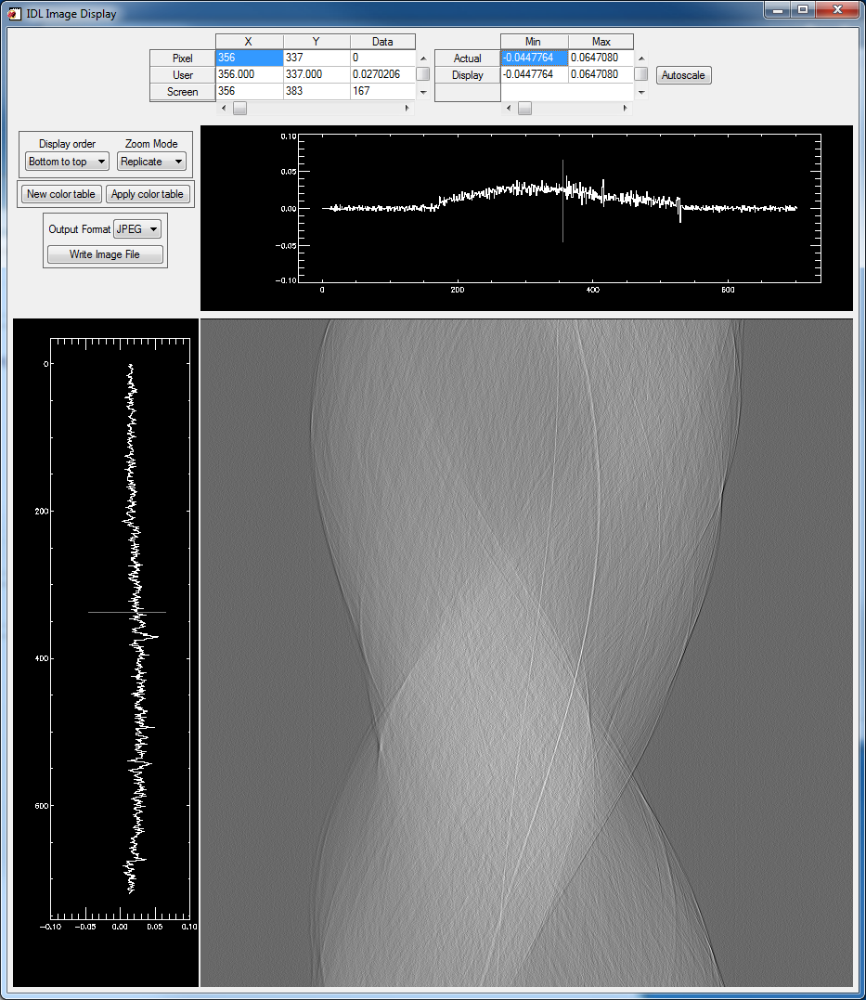 IDL Image Display
X Y Data
Pixel 356 337 0
User 356.000 337.000 0.0270206
Screen 356 383 167
Min Max
Actual -0.0447764 0.0647080
Display -0.0447764 0.0647080
Autoscale
Display order Zoom Mode
Bottom to top Replicate
New color table Apply color table
Output Format JPEG
Write Image File
0.10
0.05
0.00
-0.05
-0.10
0 200 400 600
0
200
400
600
-0.10 -0.05 0.00 0.05 0.10